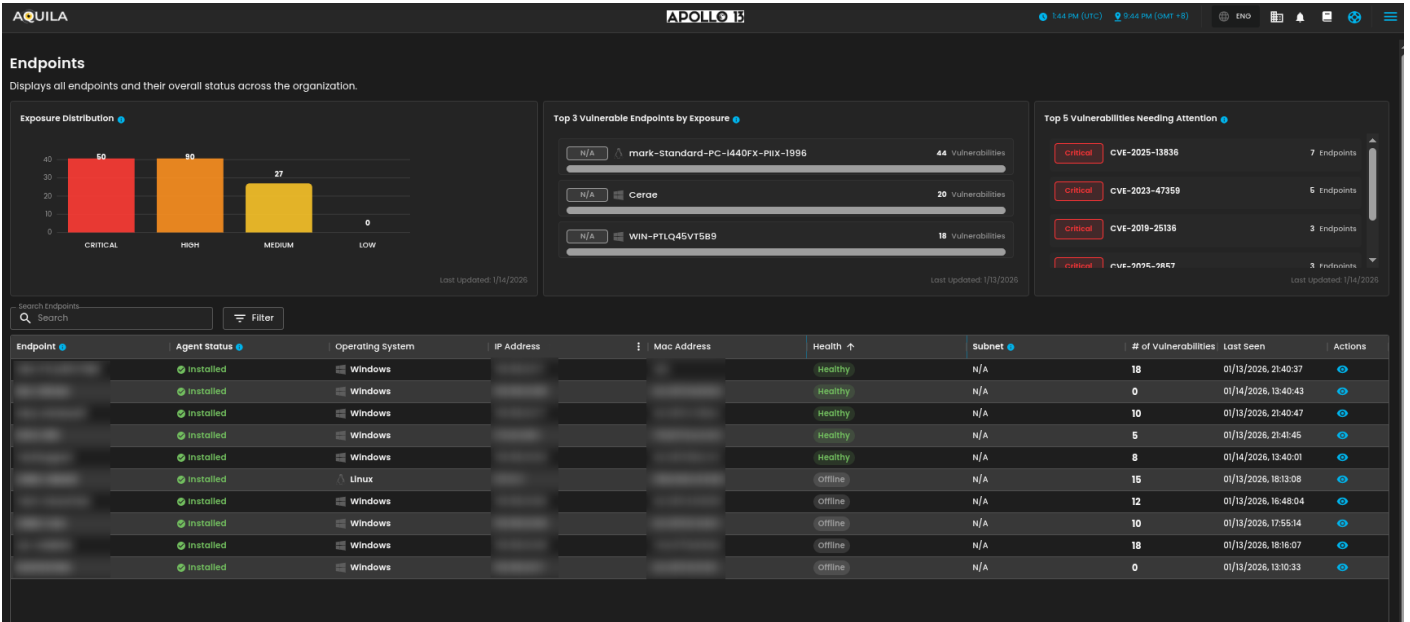 AQUILA
APOLLO 13
1:44 PM (UTC) 9:44 PM (GMT +8) ENG
Endpoints
Displays all endpoints and their overall status across the organization.
Exposure Distribution
40
30
20
10
0
50
90
27
0
CRITICAL HIGH MEDIUM LOW
Last Updated: 1/14/2026
Top 3 Vulnerable Endpoints by Exposure
N/A mark-Standard-PC-i440FX-PIIX-1996 44 Vulnerabilities
N/A Cerae 20 Vulnerabilities
N/A WIN-PTLQ45VT5B9 18 Vulnerabilities
Last Updated: 1/13/2026
Top 5 Vulnerabilities Needing Attention
Critical CVE-2025-13836 7 Endpoints
Critical CVE-2023-47359 5 Endpoints
Critical CVE-2019-25136 3 Endpoints
Critical CVE-2025-2857 3 Endpoints
Last Updated: 1/14/2026
Search Endpoints
Search Filter
Endpoint Agent Status Operating System IP Address Mac Address Health Subnet # of Vulnerabilities Last Seen Actions
Installed Windows Healthy N/A 18 01/13/2026, 21:40:37
Installed Windows Healthy N/A 0 01/14/2026, 13:40:43
Installed Windows Healthy N/A 10 01/13/2026, 21:40:47
Installed Windows Healthy N/A 5 01/13/2026, 21:41:45
Installed Windows Healthy N/A 8 01/14/2026, 13:40:01
Installed Linux Offline N/A 15 01/13/2026, 18:13:08
Installed Windows Offline N/A 12 01/13/2026, 16:48:04
Installed Windows Offline N/A 10 01/13/2026, 17:55:14
Installed Windows Offline N/A 18 01/13/2026, 18:16:07
Installed Windows Offline N/A 0 01/13/2026, 13:10:33